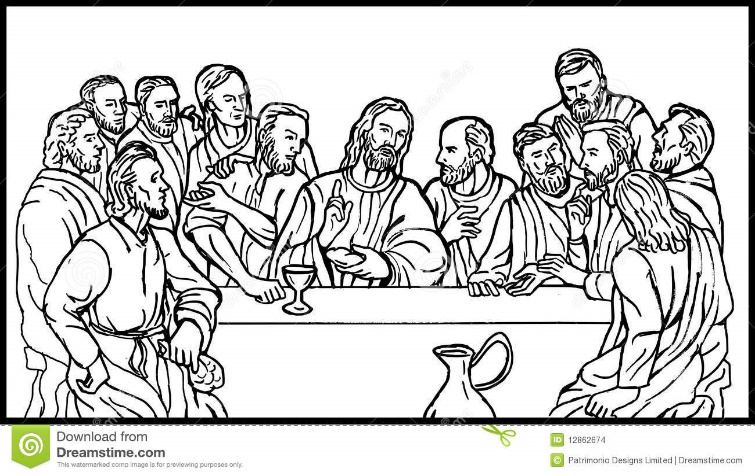 Download from
Dreamstime.com
This watermarked comp image is for previewing purposes only.
ID 12862674
© Patrimonic Designs Limited | Dreamstime.com